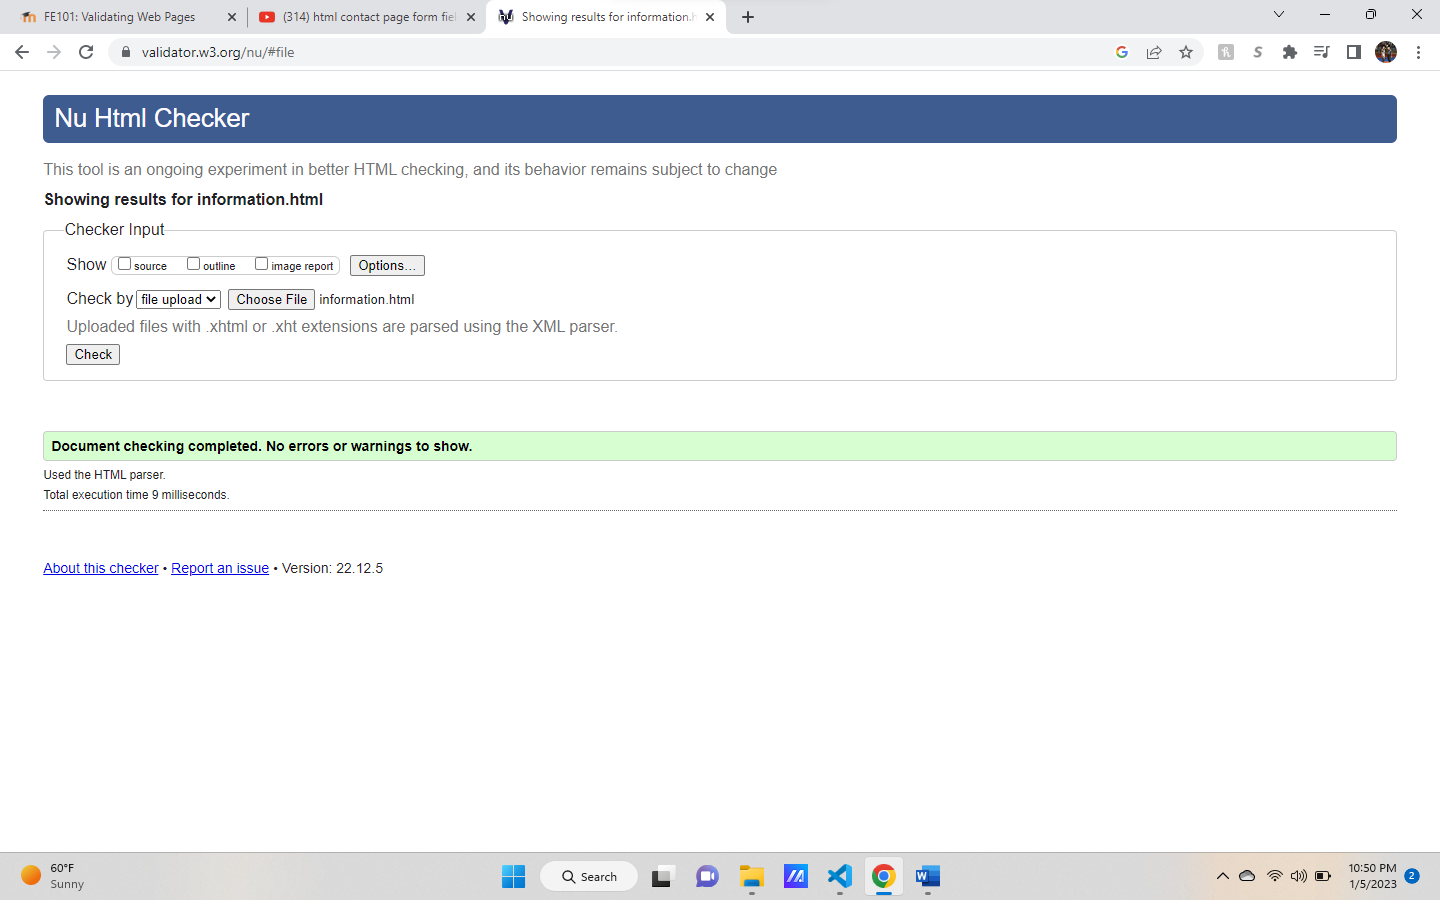 FE101: Validating Web Pages
(314) html contact page form fiel
Showing results for information.h
validator.w3.org/nu/#file
Nu Html Checker
This tool is an ongoing experiment in better HTML checking, and its behavior remains subject to change
Showing results for information.html
Checker Input
Show source outline image report Options...
Check by file upload Choose File information.html
Uploaded files with .xhtml or .xht extensions are parsed using the XML parser.
Check
Document checking completed. No errors or warnings to show.
Used the HTML parser.
Total execution time 9 milliseconds.
About this checker • Report an issue • Version: 22.12.5
60°F
Sunny
Search
10:50 PM
1/5/2023
2